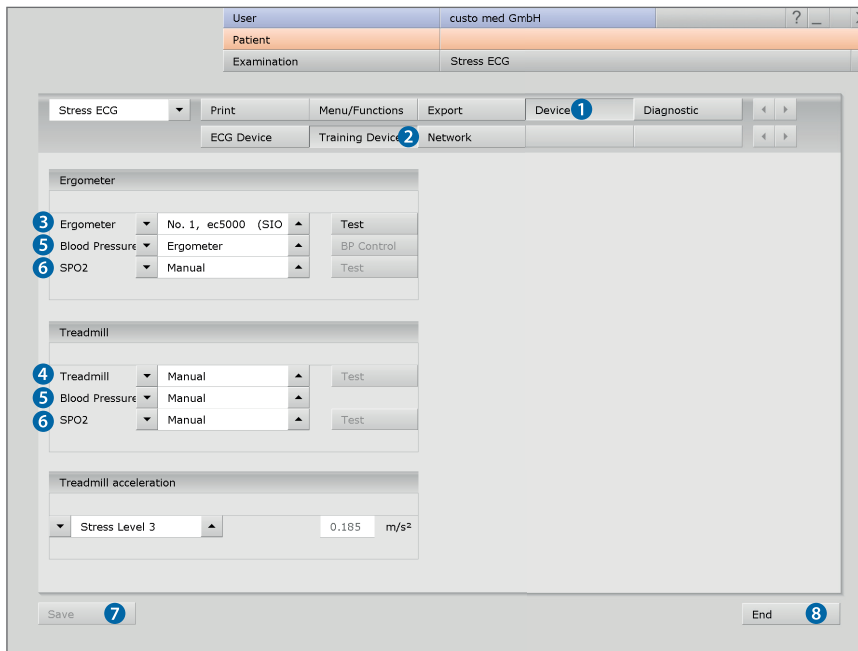 User custo med GmbH ? _
Patient
Examination Stress ECG
Stress ECG Print Menu/Functions Export Device 1 Diagnostic
ECG Device Training Device 2 Network
Ergometer
3 Ergometer No. 1, ec5000 (SIO Test
5 Blood Pressure Ergometer BP Control
6 SPO2 Manual Test
Treadmill
4 Treadmill Manual Test
5 Blood Pressure Manual
6 SPO2 Manual Test
Treadmill acceleration
Stress Level 3 0.185 m/s²
Save 7 End 8